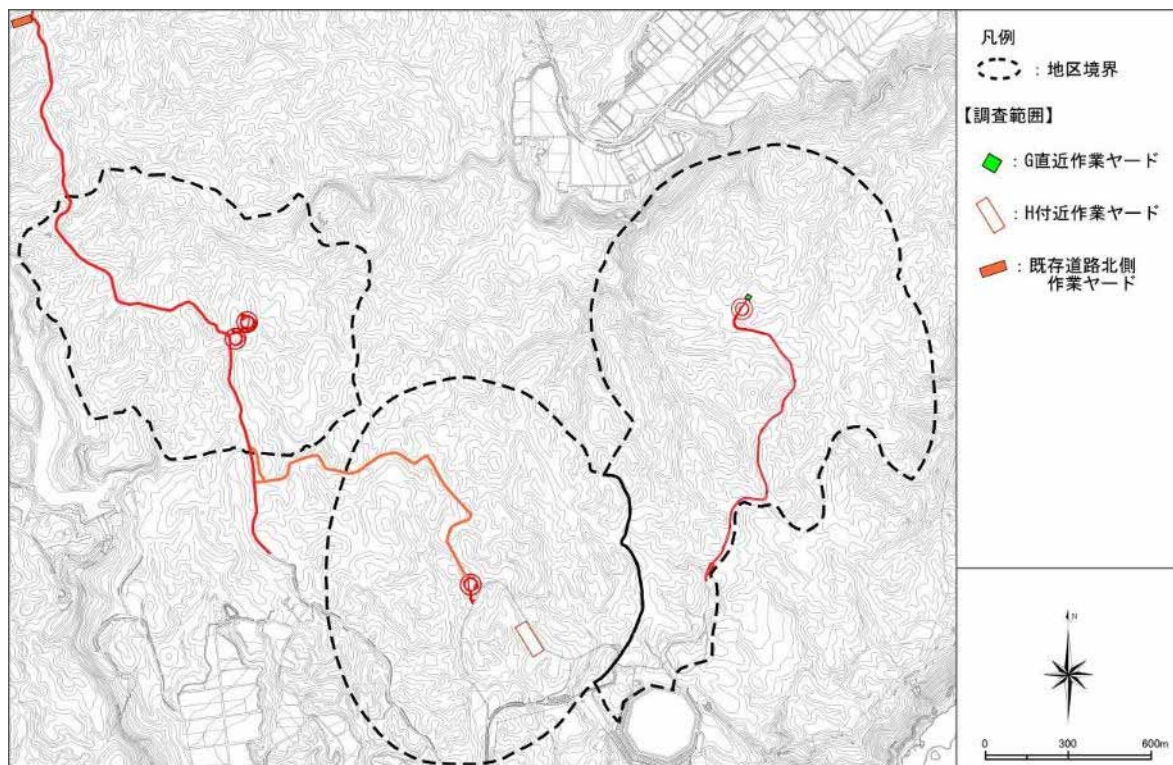 凡例
：地区境界
【調査範囲】
：G直近作業ヤード
：H付近作業ヤード
：既存道路北側
作業ヤード
N
0 300 600m